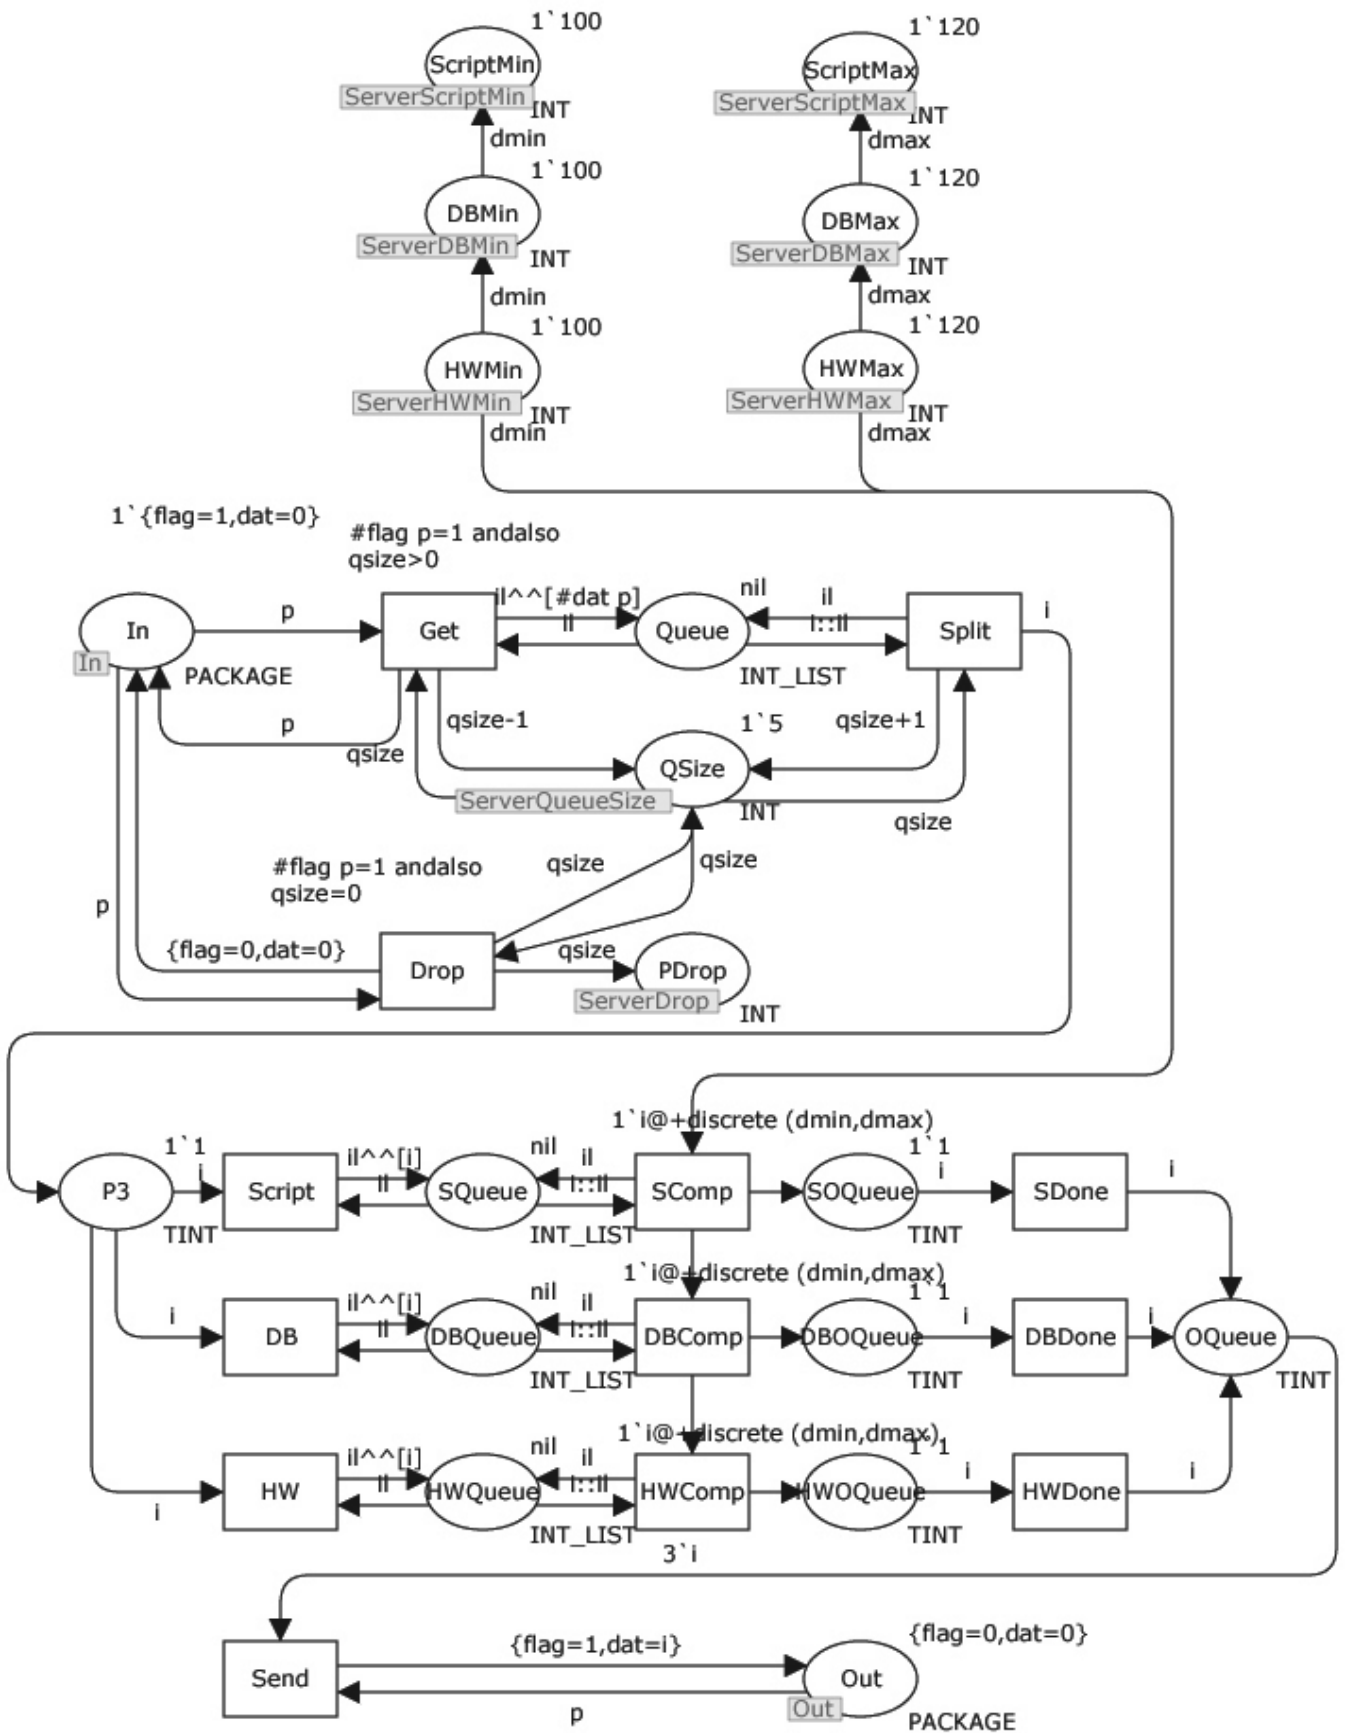 1`100
ScriptMin
ServerScriptMin
INT
dmin
1`100
DBMin
ServerDBMin
INT
dmin
1`100
HWMin
ServerHWMin
INT
dmin
1`120
ScriptMax
ServerScriptMax
INT
dmax
1`120
DBMax
ServerDBMax
INT
dmax
1`120
HWMax
ServerHWMax
INT
dmax
1`{flag=1,dat=0}
#flag p=1 andalso
qsize>0
In
In
PACKAGE
p
Get
il^^[#dat p]
il
Queue
nil
INT_LIST
il
i::il
Split
i
p
qsize
qsize-1
1`5
QSize
ServerQueueSize
INT
qsize+1
qsize
#flag p=1 andalso
qsize=0
qsize
qsize
p
{flag=0,dat=0}
Drop
qsize
PDrop
ServerDrop
INT
P3
1`1
TINT
i
Script
il^^[i]
il
SQueue
nil
INT_LIST
il
i::il
1`i@+discrete (dmin,dmax)
SComp
SOQueue
1`1
TINT
i
SDone
i
i
DB
il^^[i]
il
DBQueue
nil
INT_LIST
il
i::il
1`i@+discrete (dmin,dmax)
DBComp
DBOQueue
1`1
TINT
i
DBDone
i
OQueue
TINT
i
HW
il^^[i]
il
HWQueue
nil
INT_LIST
il
i::il
1`i@+discrete (dmin,dmax)
HWComp
HWOQueue
1`1
TINT
i
HWDone
i
3`i
Send
{flag=1,dat=i}
p
Out
Out
{flag=0,dat=0}
PACKAGE